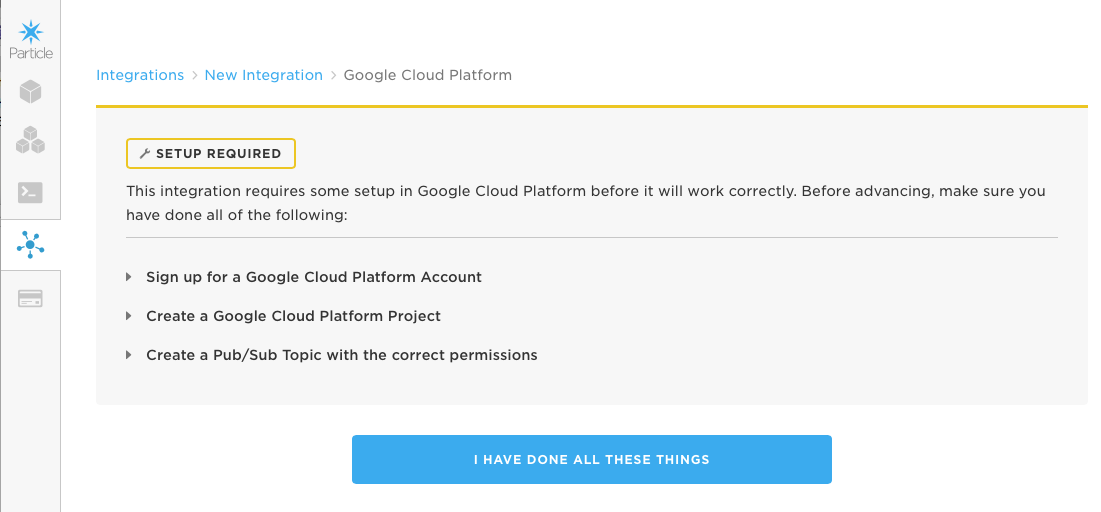 Particle
Integrations > New Integration > Google Cloud Platform
SETUP REQUIRED
This integration requires some setup in Google Cloud Platform before it will work correctly. Before advancing, make sure you
have done all of the following:
Sign up for a Google Cloud Platform Account
Create a Google Cloud Platform Project
Create a Pub/Sub Topic with the correct permissions
I HAVE DONE ALL THESE THINGS